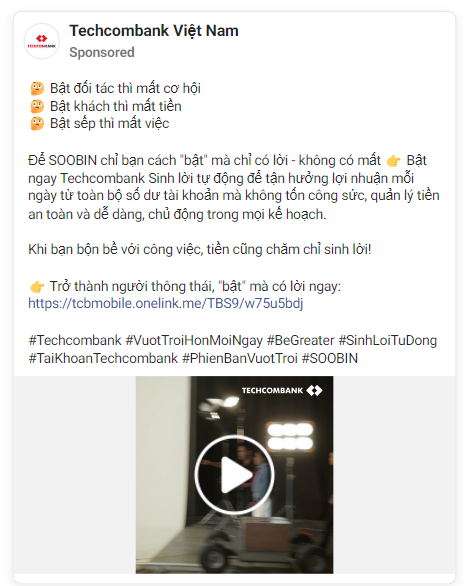 TECHCOMBANK
Techcombank Việt Nam
Sponsored
🤔 Bật đối tác thì mất cơ hội
🤔 Bật khách thì mất tiền
🤔 Bật sếp thì mất việc
Để SOOBIN chỉ bạn cách "bật" mà chỉ có lời - không có mất 👉 Bật
ngay Techcombank Sinh lời tự động để tận hưởng lợi nhuận mỗi
ngày từ toàn bộ số dư tài khoản mà không tốn công sức, quản lý tiền
an toàn và dễ dàng, chủ động trong mọi kế hoạch.
Khi bạn bộn bề với công việc, tiền cũng chăm chỉ sinh lời!
👉 Trở thành người thông thái, "bật" mà có lời ngay:
https://tcbmobile.onelink.me/TBS9/w75u5bdj
#Techcombank #VuotTroiHonMoiNgay #BeGreater #SinhLoiTuDong
#TaiKhoanTechcombank #PhienBanVuotTroi #SOOBIN
TECHCOMBANK